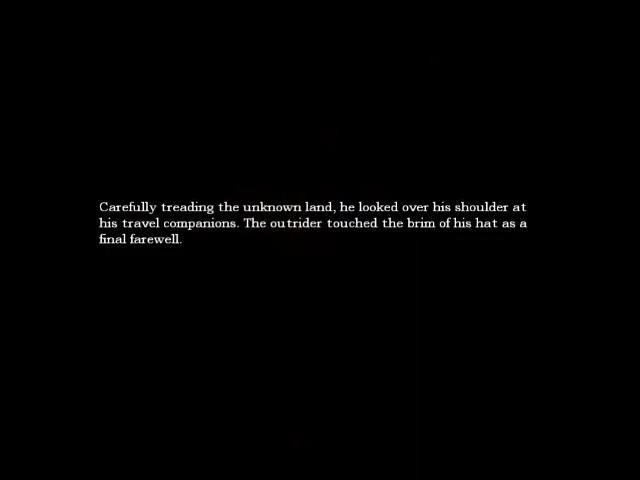 Carefully treading the unknown land, he looked over his shoulder at
his travel companions. The outrider touched the brim of his hat as a
final farewell.